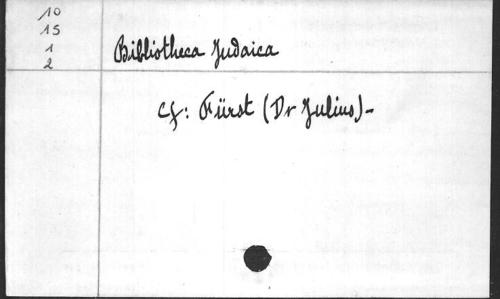 10
15
1
2
Bibliotheca Judaica
Cf: Fürst (Dr Julius)-